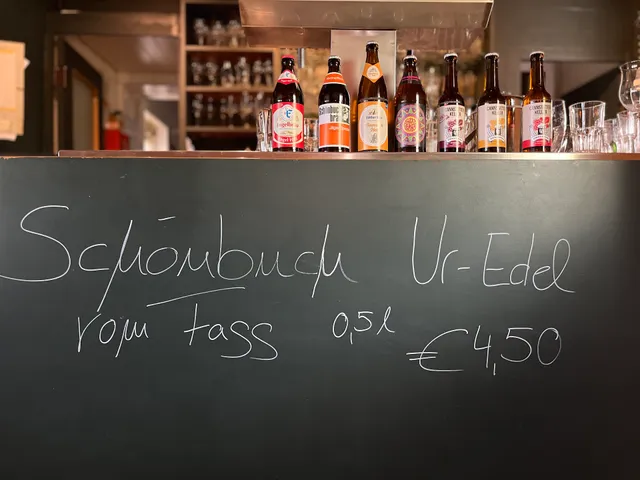 Schönbuch Ur-Edel
vom Fass 0,5l €4,50